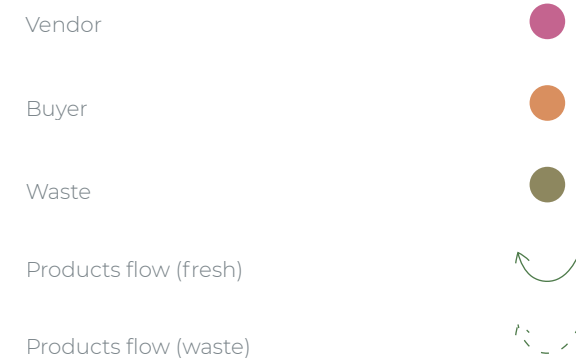 Vendor
Buyer
Waste
Products flow (fresh)
Products flow (waste)